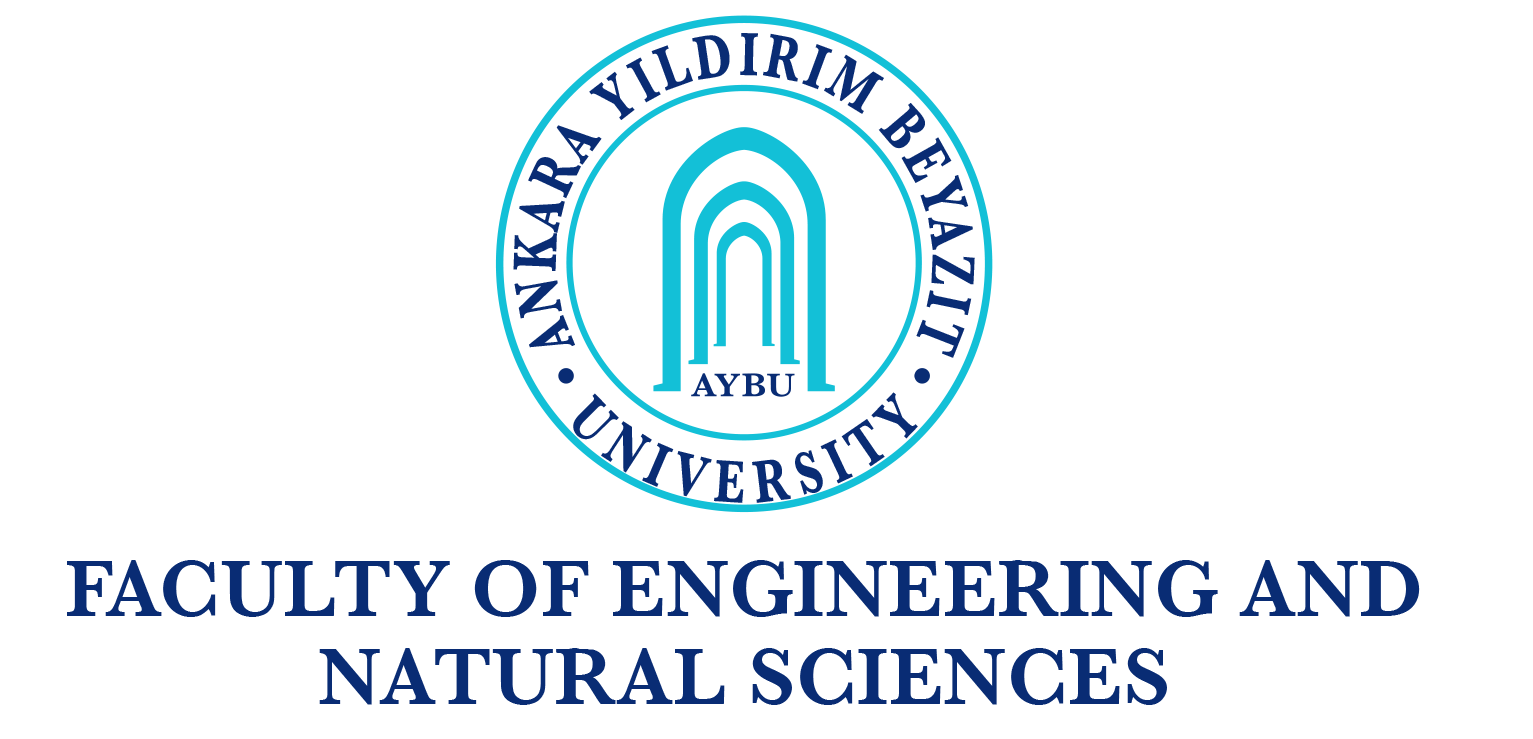 ANKARA YILDIRIM BEYAZIT
AYBU
• UNIVERSITY •
FACULTY OF ENGINEERING AND
NATURAL SCIENCES